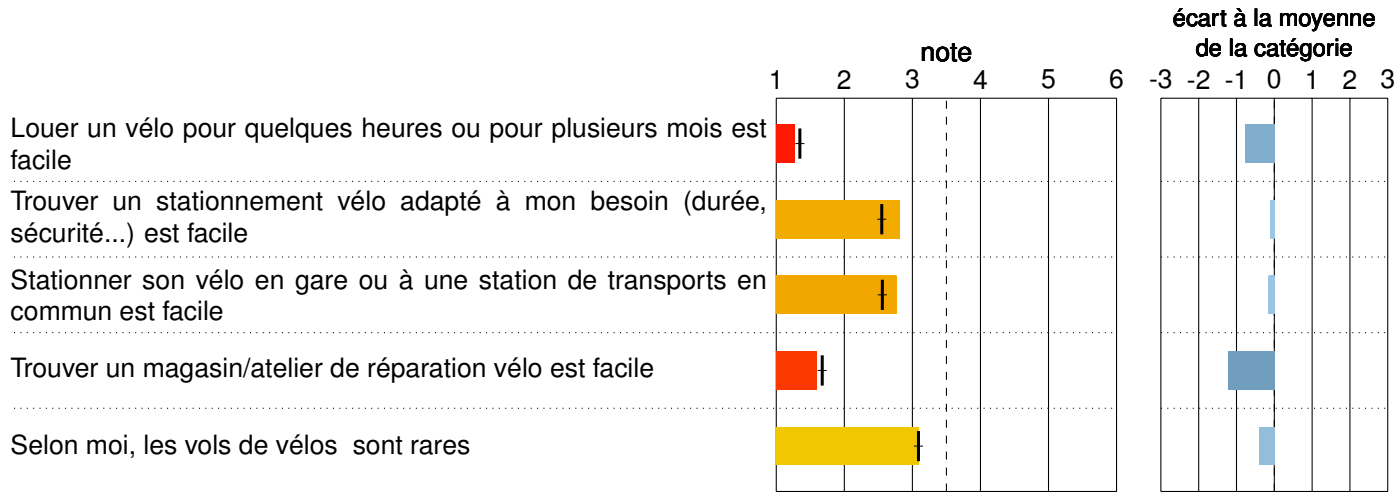 écart à la moyenne
note de la catégorie
1 2 3 4 5 6 -3 -2 -1 0 1 2 3
Louer un vélo pour quelques heures ou pour plusieurs mois est
facile
Trouver un stationnement vélo adapté à mon besoin (durée,
sécurité...) est facile
Stationner son vélo en gare ou à une station de transports en
commun est facile
Trouver un magasin/atelier de réparation vélo est facile
Selon moi, les vols de vélos sont rares